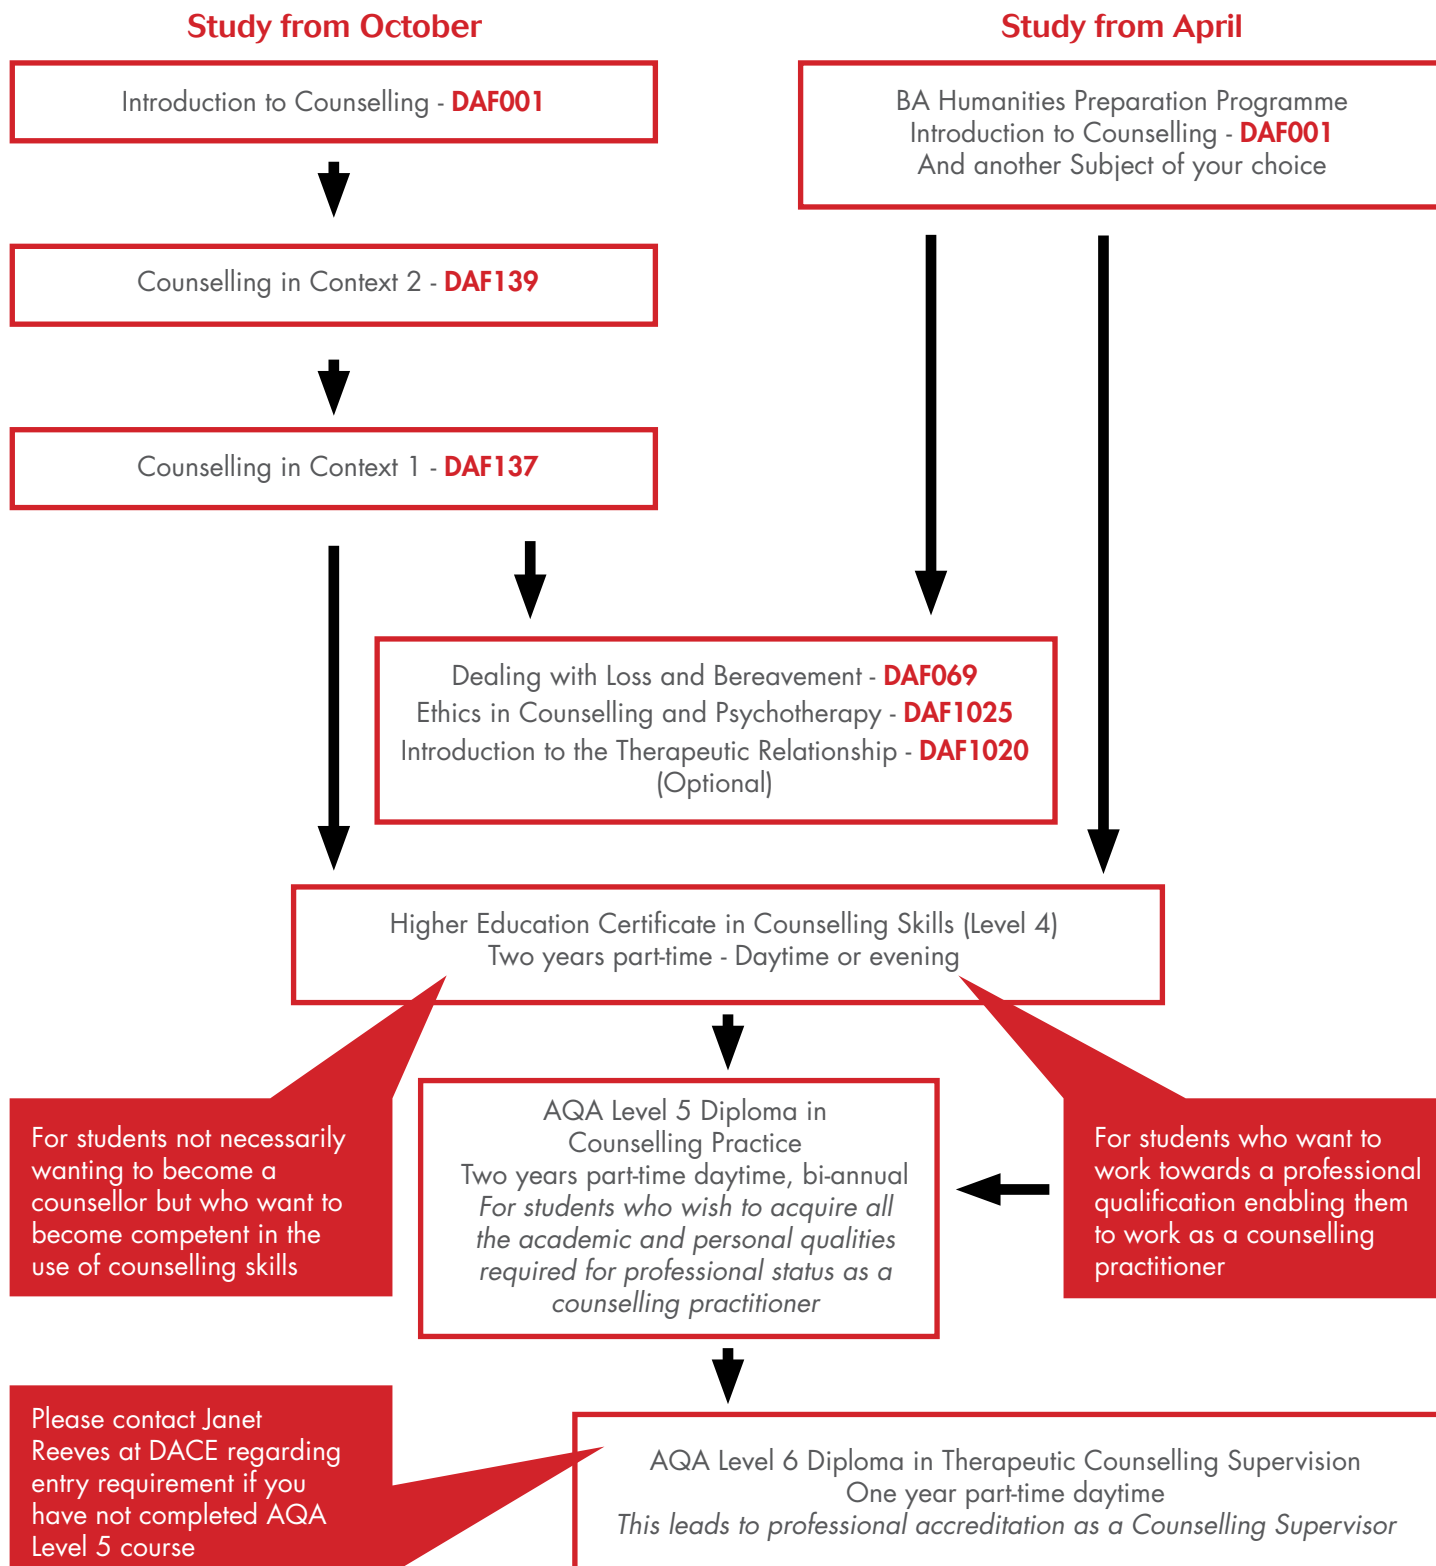 Study from October
Study from April
Introduction to Counselling - DAF001
BA Humanities Preparation Programme
Introduction to Counselling - DAF001
And another Subject of your choice
Counselling in Context 2 - DAF139
Counselling in Context 1 - DAF137
Dealing with Loss and Bereavement - DAF069
Ethics in Counselling and Psychotherapy - DAF1025
Introduction to the Therapeutic Relationship - DAF1020
(Optional)
Higher Education Certificate in Counselling Skills (Level 4)
Two years part-time - Daytime or evening
For students not necessarily
wanting to become a
counsellor but who want to
become competent in the
use of counselling skills
AQA Level 5 Diploma in
Counselling Practice
Two years part-time daytime, bi-annual
For students who wish to acquire all
the academic and personal qualities
required for professional status as a
counselling practitioner
For students who want to
work towards a professional
qualification enabling them
to work as a counselling
practitioner
Please contact Janet
Reeves at DACE regarding
entry requirement if you
have not completed AQA
Level 5 course
AQA Level 6 Diploma in Therapeutic Counselling Supervision
One year part-time daytime
This leads to professional accreditation as a Counselling Supervisor